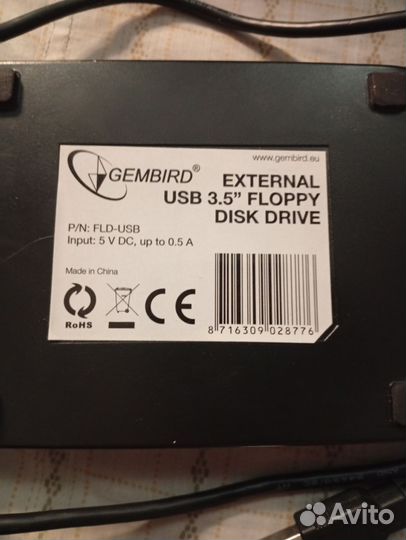 GEMBIRD®
www.gembird.eu
EXTERNAL
USB 3.5” FLOPPY
DISK DRIVE
P/N: FLD-USB
Input: 5 V DC, up to 0.5 A
Made in China
RoHS
CE
8 716309 028776
Avito